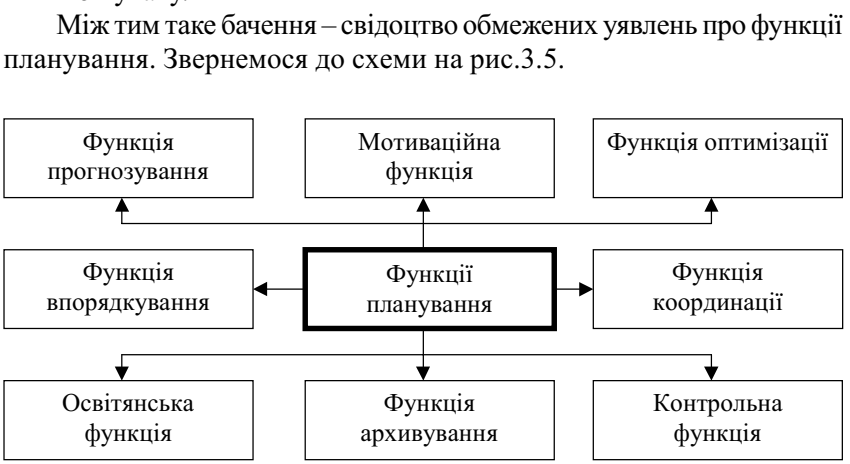 Між тим таке бачення – свідоцтво обмежених уявлень про функції
планування. Звернемося до схеми на рис.3.5.
Функція
прогнозування
Мотиваційна
функція
Функція оптимізації
Функція
впорядкування
Функції
планування
Функція
координації
Освітянська
функція
Функція
архивування
Контрольна
функція